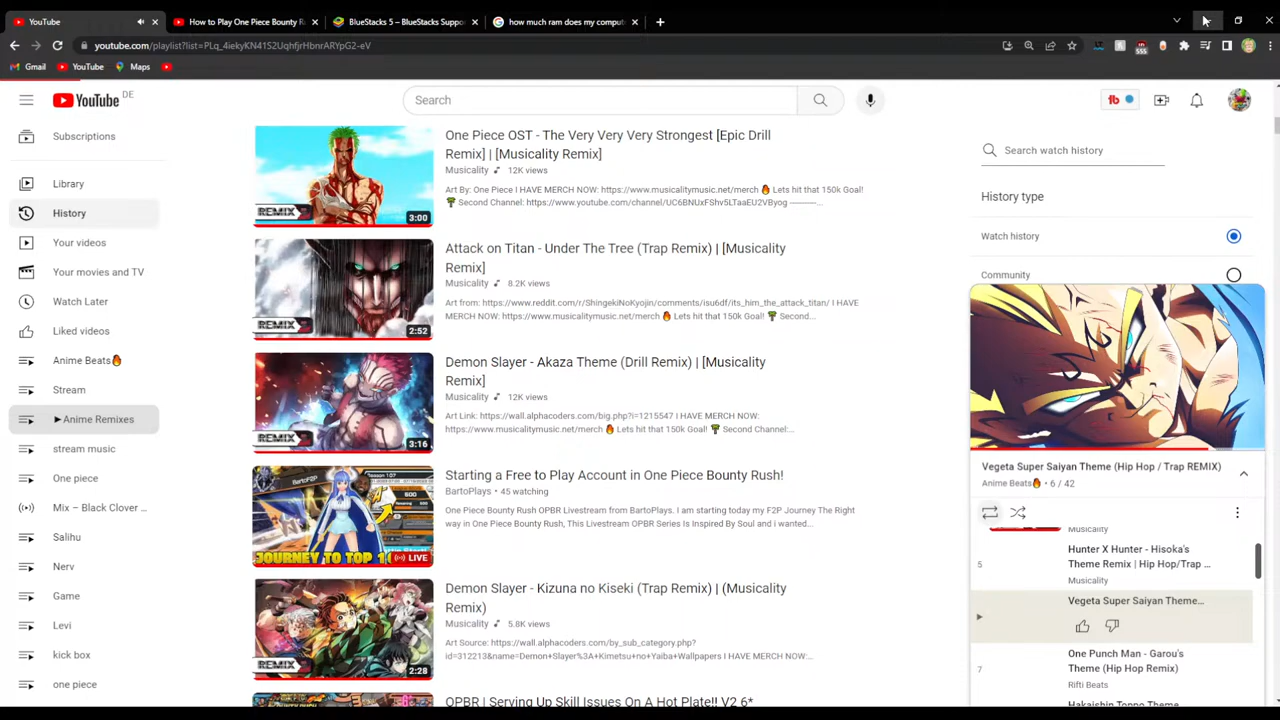 YouTube
How to Play One Piece Bounty R
BlueStacks 5 – BlueStacks Suppo
how much ram does my comput
youtube.com/playlist?list=PLq_4iekyKN4152UqhfjrHbnrARYpG2-eV
Gmail
YouTube
Maps
YouTube DE
Search
Subscriptions
Library
History
Your videos
Your movies and TV
Watch Later
Liked videos
Anime Beats🔥
Stream
►Anime Remixes
stream music
One piece
Mix – Black Clover ...
Salihu
Nerv
Game
Levi
kick box
one piece
REMIX
3:00
One Piece OST - The Very Very Very Strongest [Epic Drill
Remix] | [Musicality Remix]
Musicality 12K views
Art By: One Piece I HAVE MERCH NOW: https://www.musicalitymusic.net/merch 🔥 Lets hit that 150k Goal!
🌳 Second Channel: https://www.youtube.com/channel/UC6BNUxFShv5LTaaEU2VByog ----------...
REMIX
2:52
Attack on Titan - Under The Tree (Trap Remix) | [Musicality
Remix]
Musicality 8.2K views
Art from: https://www.reddit.com/r/ShingekiNoKyojin/comments/isu6df/its_him_the_attack_titan/ I HAVE
MERCH NOW: https://www.musicalitymusic.net/merch 🔥 Lets hit that 150k Goal! 🌳 Second...
REMIX
3:16
Demon Slayer - Akaza Theme (Drill Remix) | [Musicality
Remix]
Musicality 12K views
Art Link: https://wall.alphacoders.com/big.php?i=1215547 I HAVE MERCH NOW:
https://www.musicalitymusic.net/merch 🔥 Lets hit that 150k Goal! 🌳 Second Channel:...
JOURNEY TO TOP
LIVE
Starting a Free to Play Account in One Piece Bounty Rush!
BartoPlays • 45 watching
One Piece Bounty Rush OPBR Livestream from BartoPlays. I am starting today my F2P Journey The Right
way in One Piece Bounty Rush, This Livestream OPBR Series Is Inspired By Soul and i wanted...
REMIX
2:28
Demon Slayer - Kizuna no Kiseki (Trap Remix) | (Musicality
Remix)
Musicality 5.8K views
Art Source: https://wall.alphacoders.com/by_sub_category.php?
id=312213&name=Demon+Slayer%3A+Kimetsu+no+Yaiba+Wallpapers I HAVE MERCH NOW:...
OPBR | Serving Up Skill Issues On A Hot Platel!
Search watch history
History type
Watch history
Community
Vegeta Super Saiyan Theme (Hip Hop / Trap REMIX)
Anime Beats🔥 • 6 / 42
Musicality
5
Hunter X Hunter - Hisoka's
Theme Remix | Hip Hop/Trap ...
Musicality
Vegeta Super Saiyan Theme...
7
One Punch Man - Garou's
Theme (Hip Hop Remix)
Rifti Beats
Hakaishin Toppo Theme